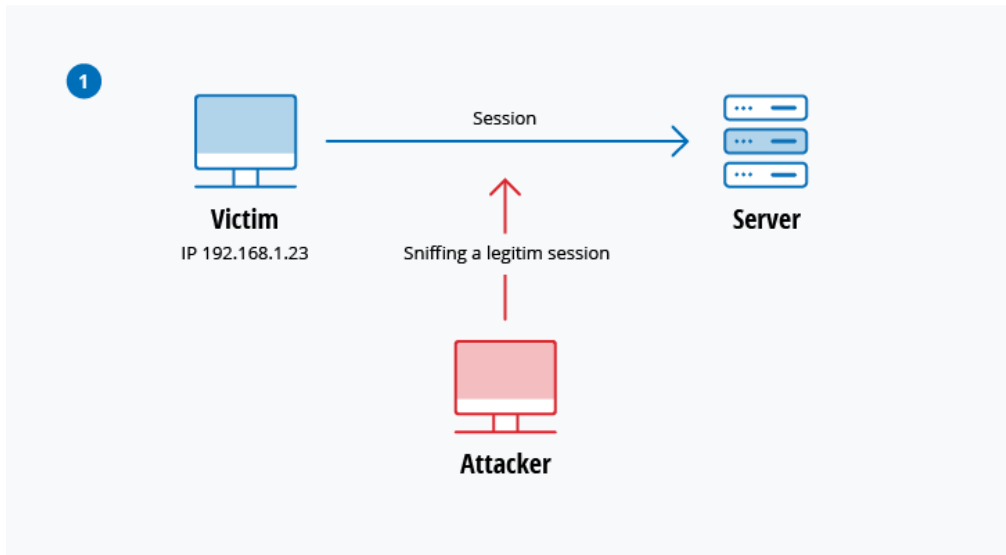 1
Session
Victim
Server
IP 192.168.1.23
Sniffing a legitim session
Attacker